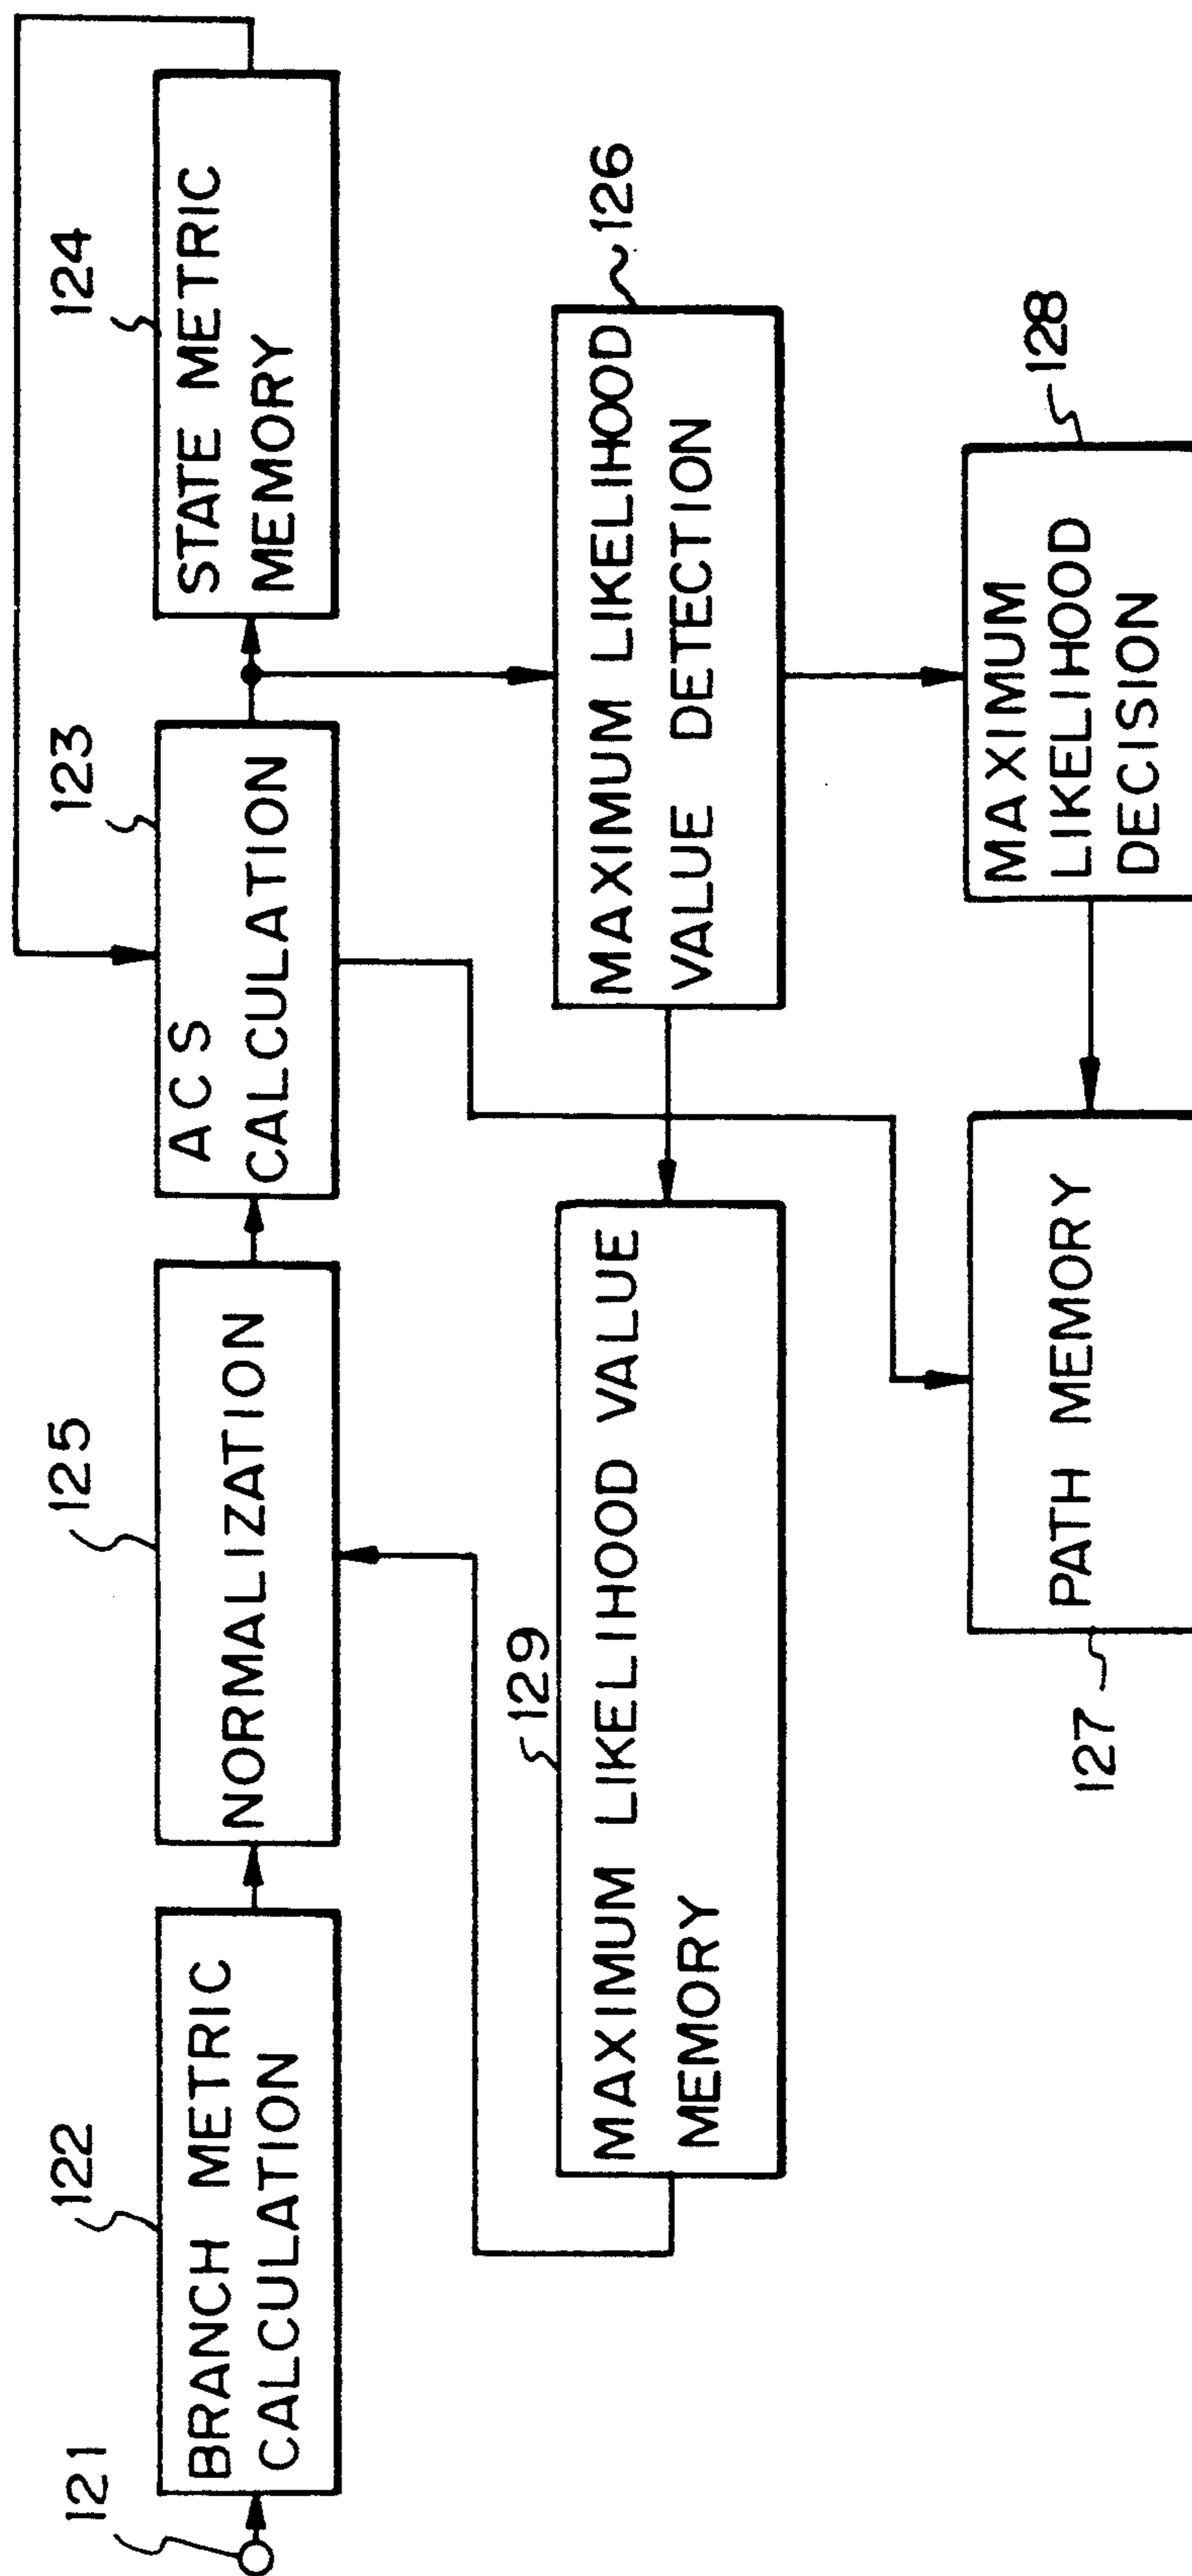 121
122
BRANCH METRIC
CALCULATION
125
NORMALIZATION
123
ACS
CALCULATION
124
STATE METRIC
MEMORY
129
MAXIMUM LIKELIHOOD VALUE
MEMORY
126
MAXIMUM LIKELIHOOD
VALUE DETECTION
127
PATH MEMORY
128
MAXIMUM
LIKELIHOOD
DECISION